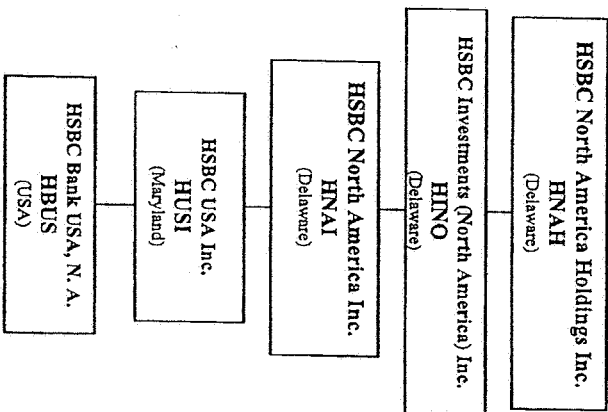 HSBC North America Holdings Inc.
HNAH
(Delaware)
HSBC Investments (North America) Inc.
HINO
(Delaware)
HSBC North America Inc.
HNAI
(Delaware)
HSBC USA Inc.
HUSI
(Maryland)
HSBC Bank USA, N. A.
HBUS
(USA)